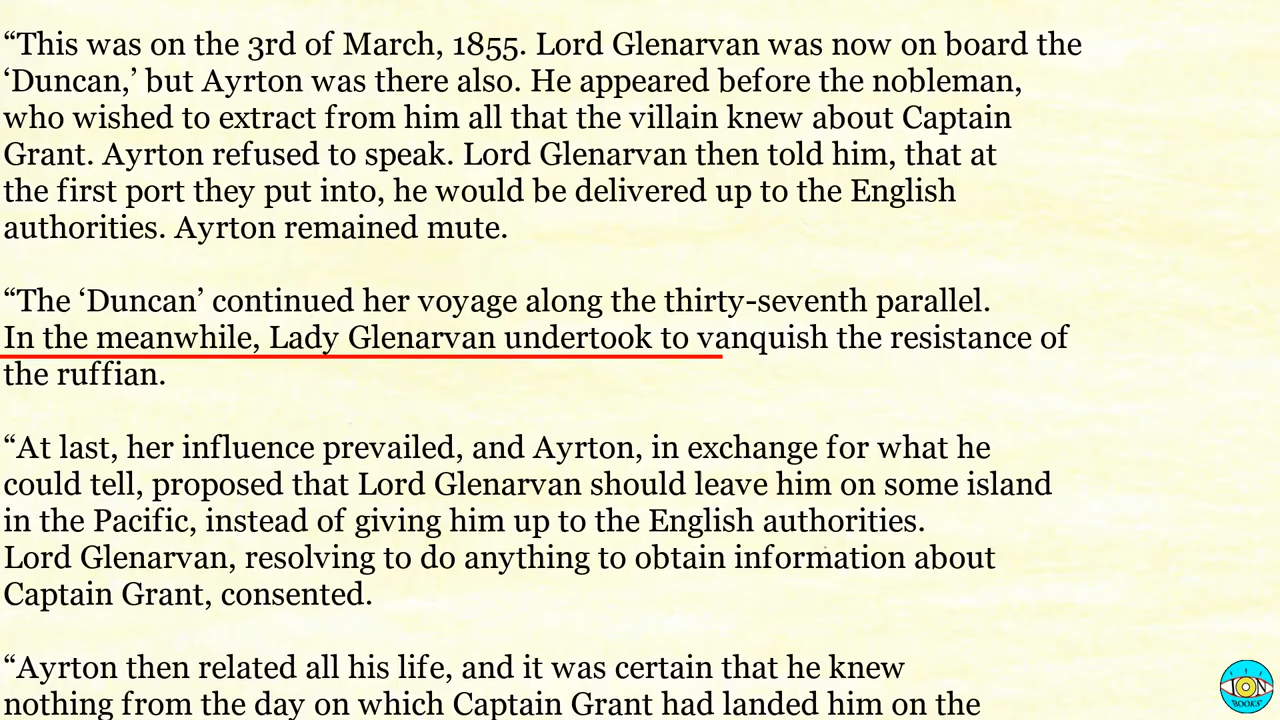 “This was on the 3rd of March, 1855. Lord Glenarvan was now on board the
‘Duncan,’ but Ayrton was there also. He appeared before the nobleman,
who wished to extract from him all that the villain knew about Captain
Grant. Ayrton refused to speak. Lord Glenarvan then told him, that at
the first port they put into, he would be delivered up to the English
authorities. Ayrton remained mute.
“The ‘Duncan’ continued her voyage along the thirty-seventh parallel.
In the meanwhile, Lady Glenarvan undertook to vanquish the resistance of
the ruffian.
“At last, her influence prevailed, and Ayrton, in exchange for what he
could tell, proposed that Lord Glenarvan should leave him on some island
in the Pacific, instead of giving him up to the English authorities.
Lord Glenarvan, resolving to do anything to obtain information about
Captain Grant, consented.
“Ayrton then related all his life, and it was certain that he knew
nothing from the day on which Captain Grant had landed him on the
ION
BOOKS